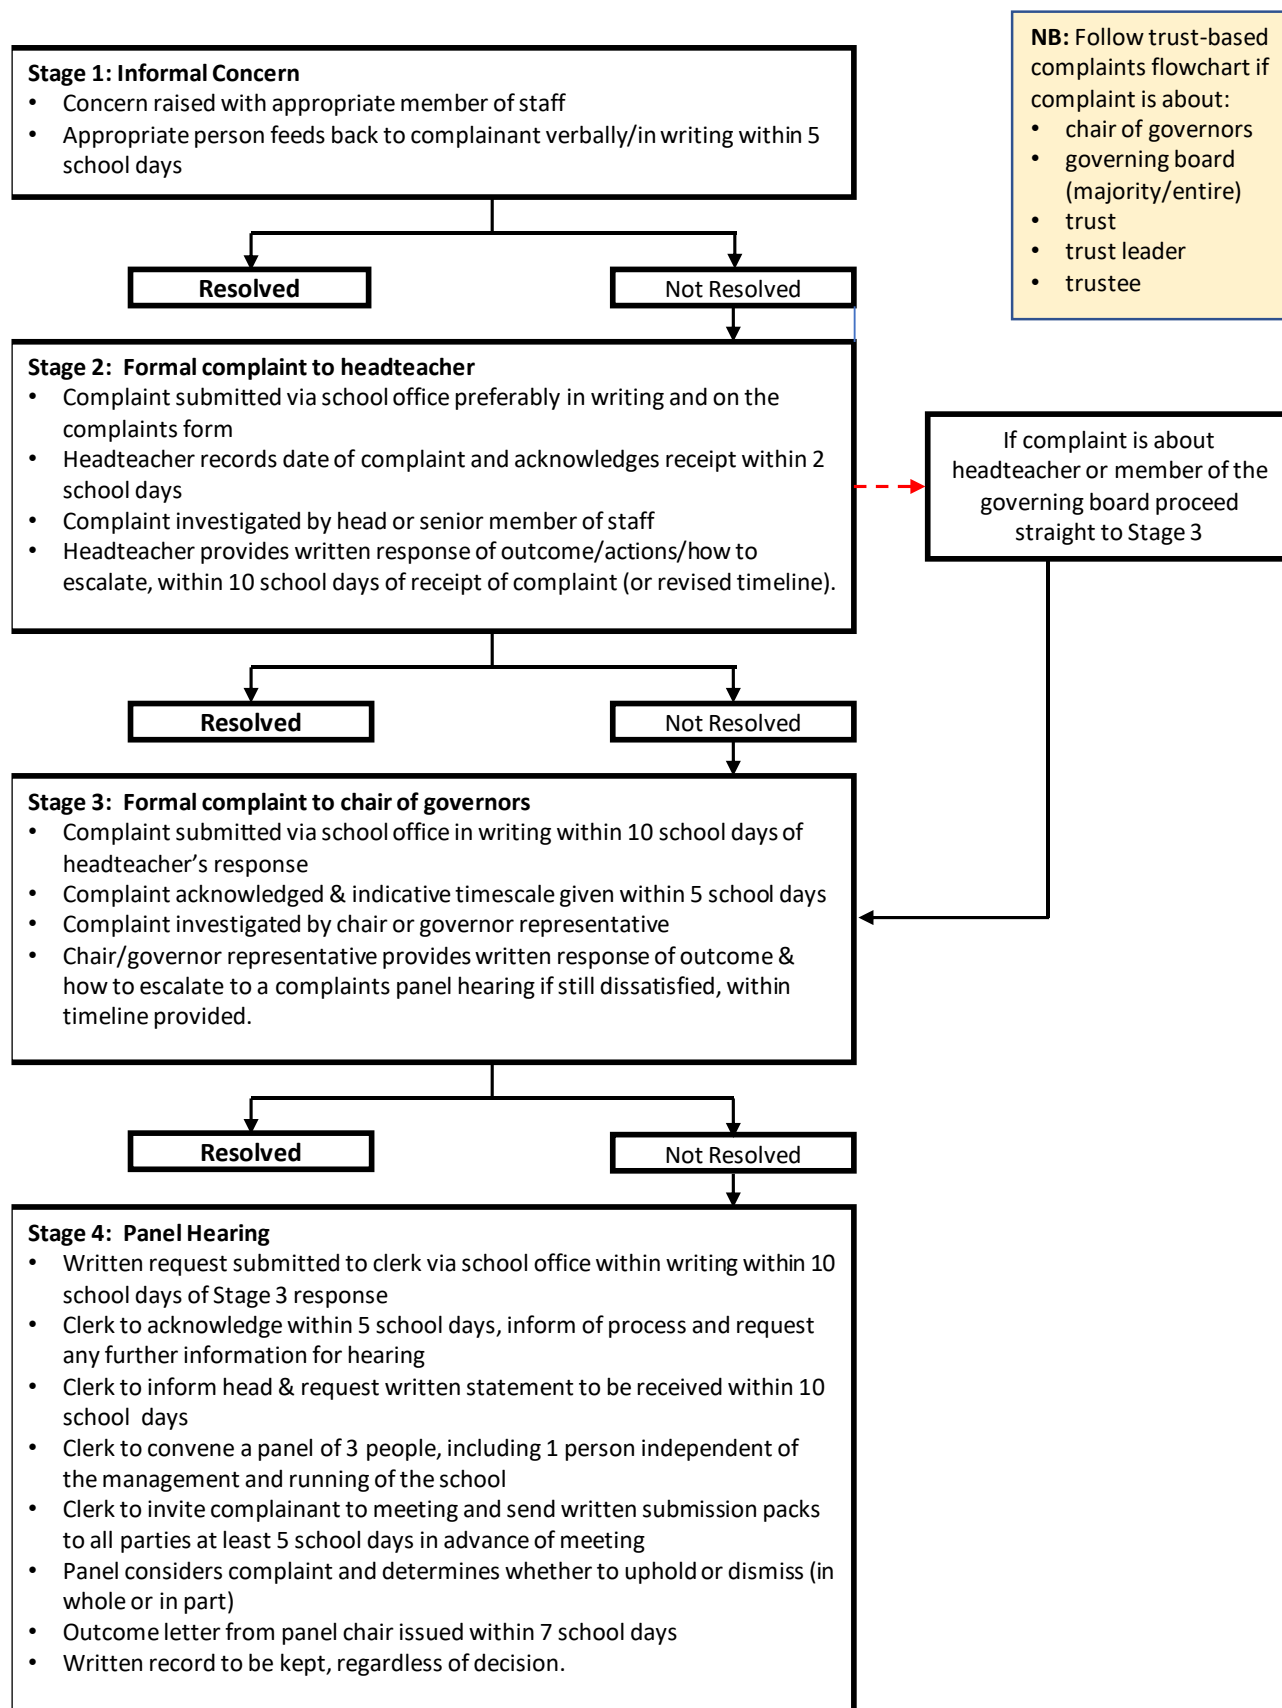 Stage 1: Informal Concern
• Concern raised with appropriate member of staff
• Appropriate person feeds back to complainant verbally/in writing within 5
school days
NB: Follow trust-based
complaints flowchart if
complaint is about:
• chair of governors
• governing board
(majority/entire)
• trust
• trust leader
• trustee
Resolved
Not Resolved
Stage 2: Formal complaint to headteacher
• Complaint submitted via school office preferably in writing and on the
complaints form
• Headteacher records date of complaint and acknowledges receipt within 2
school days
• Complaint investigated by head or senior member of staff
• Headteacher provides written response of outcome/actions/how to
escalate, within 10 school days of receipt of complaint (or revised timeline).
If complaint is about
headteacher or member of the
governing board proceed
straight to Stage 3
Resolved
Not Resolved
Stage 3: Formal complaint to chair of governors
• Complaint submitted via school office in writing within 10 school days of
headteacher’s response
• Complaint acknowledged & indicative timescale given within 5 school days
• Complaint investigated by chair or governor representative
• Chair/governor representative provides written response of outcome &
how to escalate to a complaints panel hearing if still dissatisfied, within
timeline provided.
Resolved
Not Resolved
Stage 4: Panel Hearing
• Written request submitted to clerk via school office within writing within 10
school days of Stage 3 response
• Clerk to acknowledge within 5 school days, inform of process and request
any further information for hearing
• Clerk to inform head & request written statement to be received within 10
school days
• Clerk to convene a panel of 3 people, including 1 person independent of
the management and running of the school
• Clerk to invite complainant to meeting and send written submission packs
to all parties at least 5 school days in advance of meeting
• Panel considers complaint and determines whether to uphold or dismiss (in
whole or in part)
• Outcome letter from panel chair issued within 7 school days
• Written record to be kept, regardless of decision.